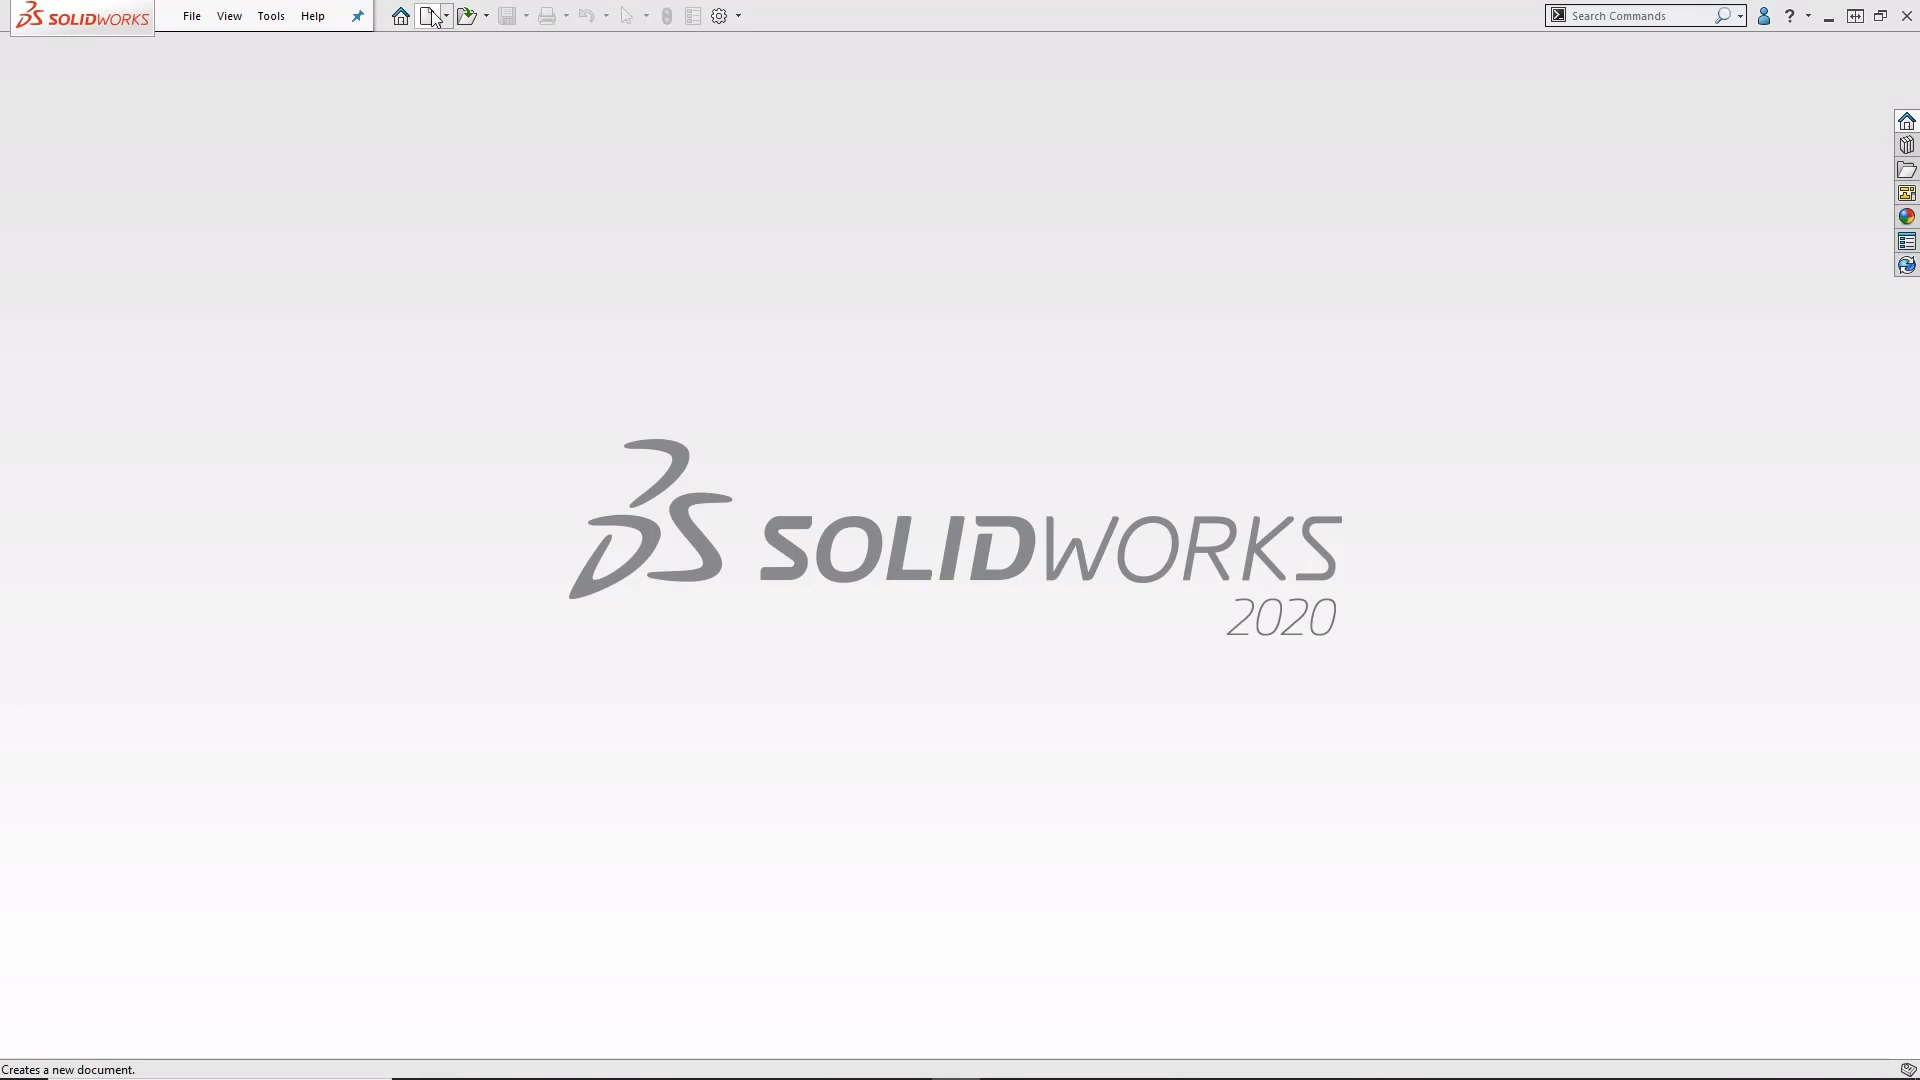 SOLIDWORKS File View Tools Help Search Commands ?
SOLIDWORKS
2020
Creates a new document.